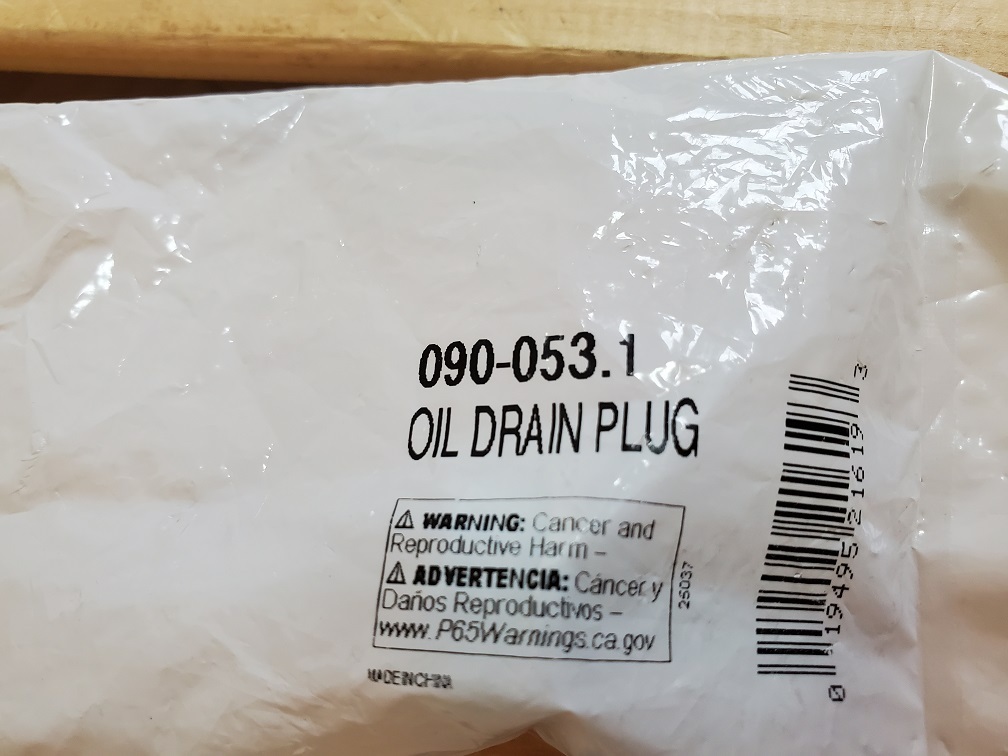 090-053.1
OIL DRAIN PLUG
⚠ WARNING: Cancer and
Reproductive Harm –
⚠ ADVERTENCIA: Cáncer y
Daños Reproductivos –
www.P65Warnings.ca.gov
25037
MADE IN CHINA
0 19495 21619 3